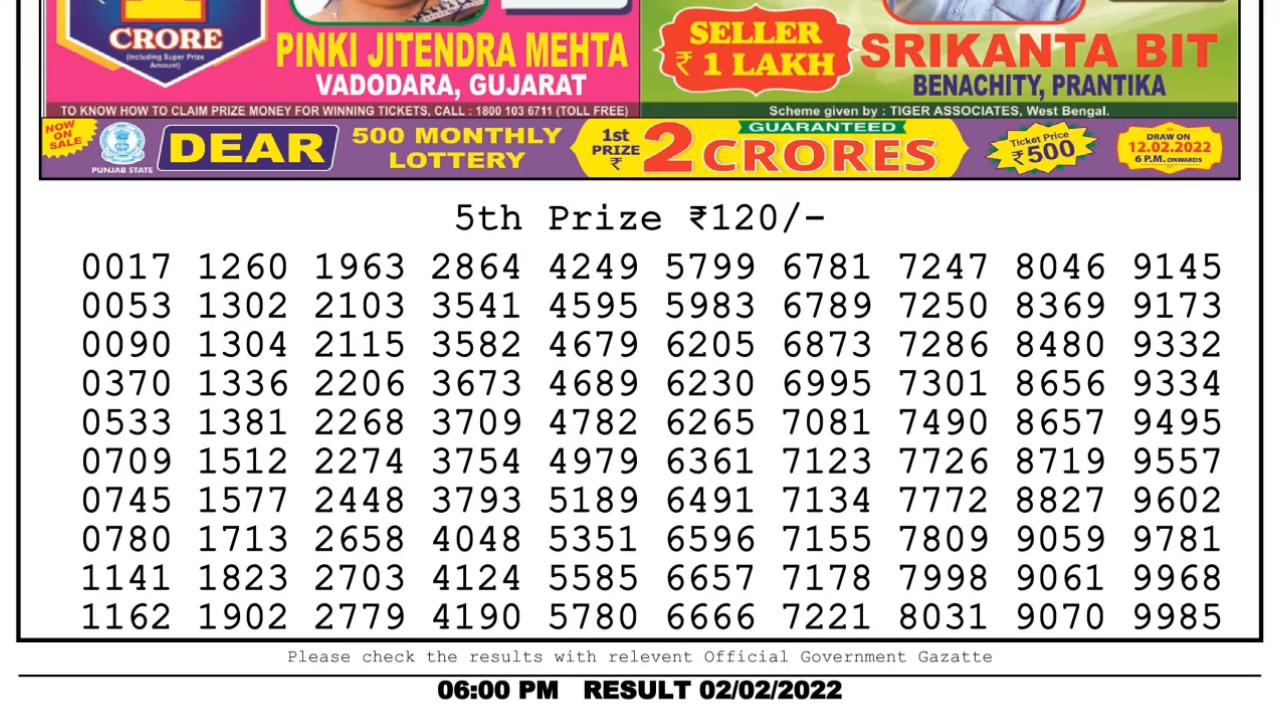 1
CRORE
(Including Super Prize
Amount)
PINKI JITENDRA MEHTA
VADODARA, GUJARAT
TO KNOW HOW TO CLAIM PRIZE MONEY FOR WINNING TICKETS, CALL : 1800 103 6711 (TOLL FREE)
SELLER
₹ 1 LAKH
SRIKANTA BIT
BENACHITY, PRANTIKA
Scheme given by : TIGER ASSOCIATES, West Bengal.
NOW
ON
SALE
PUNJAB STATE
DEAR
500 MONTHLY
LOTTERY
1st
PRIZE
₹
2
GUARANTEED
CRORES
Ticket Price
₹500
DRAW ON
12.02.2022
6 P.M. ONWARDS
5th Prize ₹120/-
0017 1260 1963 2864 4249 5799 6781 7247 8046 9145
0053 1302 2103 3541 4595 5983 6789 7250 8369 9173
0090 1304 2115 3582 4679 6205 6873 7286 8480 9332
0370 1336 2206 3673 4689 6230 6995 7301 8656 9334
0533 1381 2268 3709 4782 6265 7081 7490 8657 9495
0709 1512 2274 3754 4979 6361 7123 7726 8719 9557
0745 1577 2448 3793 5189 6491 7134 7772 8827 9602
0780 1713 2658 4048 5351 6596 7155 7809 9059 9781
1141 1823 2703 4124 5585 6657 7178 7998 9061 9968
1162 1902 2779 4190 5780 6666 7221 8031 9070 9985
Please check the results with relevent Official Government Gazatte
06:00 PM RESULT 02/02/2022